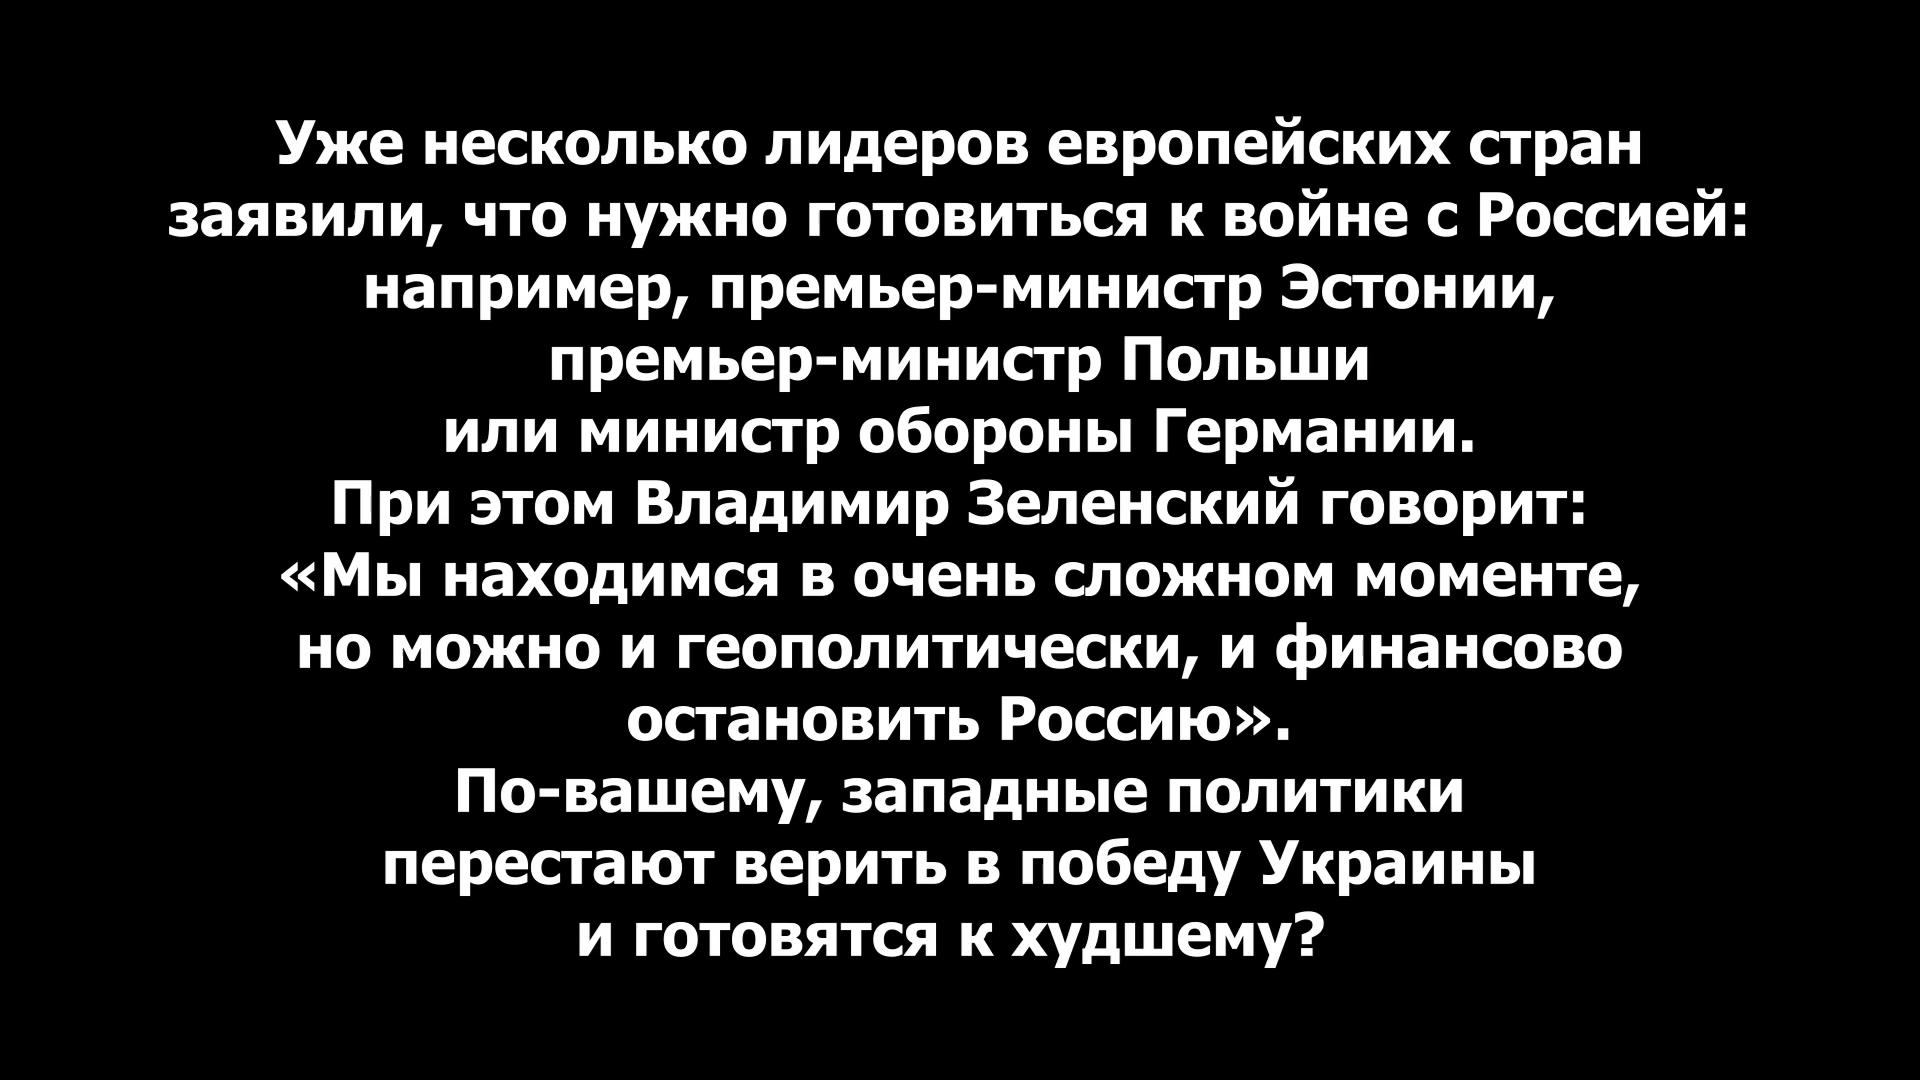 Уже несколько лидеров европейских стран
заявили, что нужно готовиться к войне с Россией:
например, премьер-министр Эстонии,
премьер-министр Польши
или министр обороны Германии.
При этом Владимир Зеленский говорит:
«Мы находимся в очень сложном моменте,
но можно и геополитически, и финансово
остановить Россию».
По-вашему, западные политики
перестают верить в победу Украины
и готовятся к худшему?